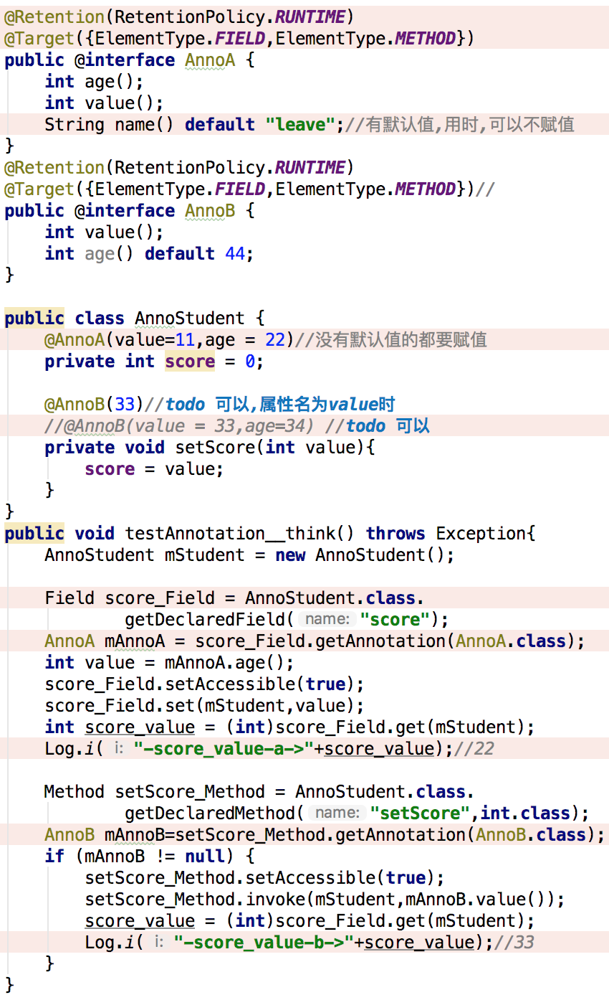 @Retention(RetentionPolicy.RUNTIME)
@Target({ElementType.FIELD,ElementType.METHOD})
public @interface AnnoA {
    int age();
    int value();
    String name() default "leave";//有默认值,用时,可以不赋值
}
@Retention(RetentionPolicy.RUNTIME)
@Target({ElementType.FIELD,ElementType.METHOD})//
public @interface AnnoB {
    int value();
    int age() default 44;
}

public class AnnoStudent {
    @AnnoA(value=11,age = 22)//没有默认值的都要赋值
    private int score = 0;

    @AnnoB(33)//todo 可以,属性名为value时
    //@AnnoB(value = 33,age=34) //todo 可以
    private void setScore(int value){
        score = value;
    }
}
public void testAnnotation__think() throws Exception{
    AnnoStudent mStudent = new AnnoStudent();

    Field score_Field = AnnoStudent.class.
            getDeclaredField( name: "score");
    AnnoA mAnnoA = score_Field.getAnnotation(AnnoA.class);
    int value = mAnnoA.age();
    score_Field.setAccessible(true);
    score_Field.set(mStudent,value);
    int score_value = (int)score_Field.get(mStudent);
    Log.i( i: "-score_value-a->"+score_value);//22

    Method setScore_Method = AnnoStudent.class.
            getDeclaredMethod( name: "setScore",int.class);
    AnnoB mAnnoB=setScore_Method.getAnnotation(AnnoB.class);
    if (mAnnoB != null) {
        setScore_Method.setAccessible(true);
        setScore_Method.invoke(mStudent,mAnnoB.value());
        score_value = (int)score_Field.get(mStudent);
        Log.i( i: "-score_value-b->"+score_value);//33
    }
}